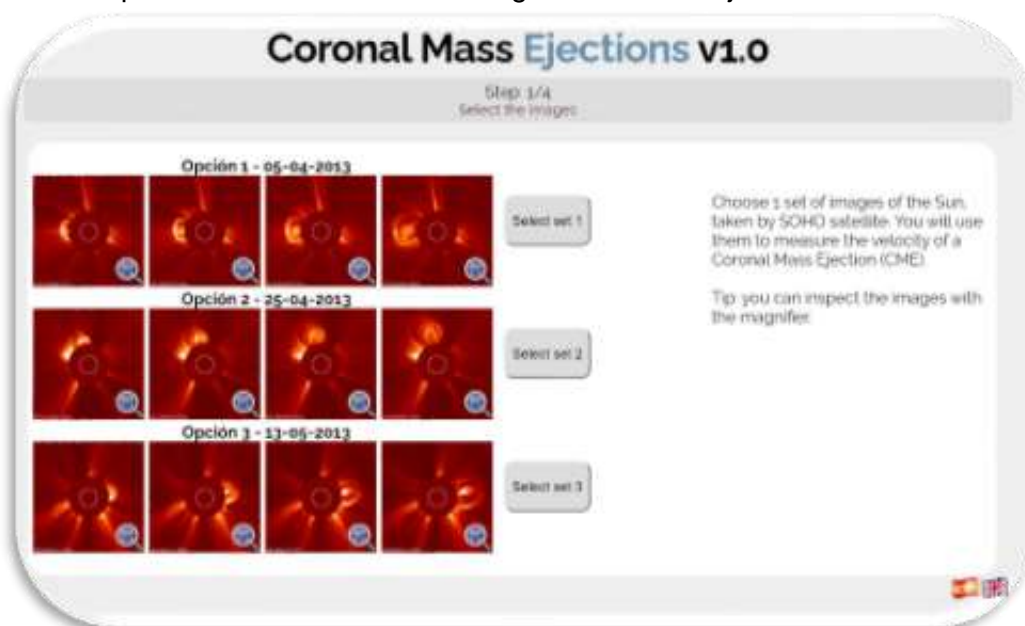 Coronal Mass Ejections v1.0
Step 1/4
Select the images
Opción 1 - 05-04-2013
Select set 1
Choose 1 set of images of the Sun,
taken by SOHO satellite. You will use
them to measure the velocity of a
Coronal Mass Ejection (CME).
Tip: you can inspect the images with
the magnifier.
Opción 2 - 25-04-2013
Select set 2
Opción 3 - 13-05-2013
Select set 3